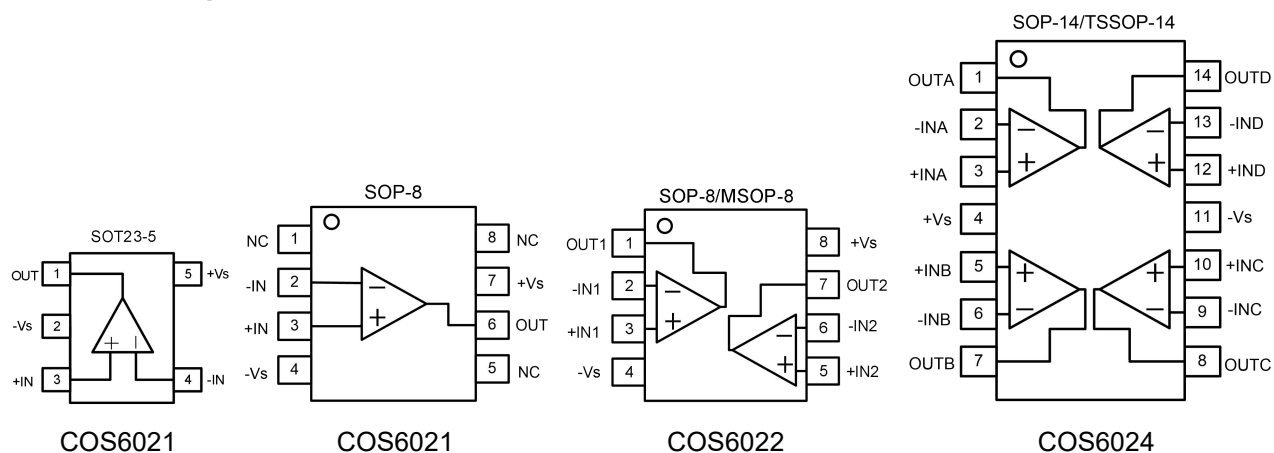 SOT23-5
OUT 1 5 +Vs
-Vs 2
+IN 3 4 -IN
+ −
COS6021
SOP-8
NC 1 8 NC
-IN 2 7 +Vs
+IN 3 6 OUT
-Vs 4 5 NC
−
+
COS6021
SOP-8/MSOP-8
OUT1 1 8 +Vs
-IN1 2 7 OUT2
+IN1 3 6 -IN2
-Vs 4 5 +IN2
− −
+ +
COS6022
SOP-14/TSSOP-14
OUTA 1 14 OUTD
-INA 2 − − 13 -IND
+INA 3 + + 12 +IND
+Vs 4 11 -Vs
+INB 5 + + 10 +INC
-INB 6 − − 9 -INC
OUTB 7 8 OUTC
COS6024